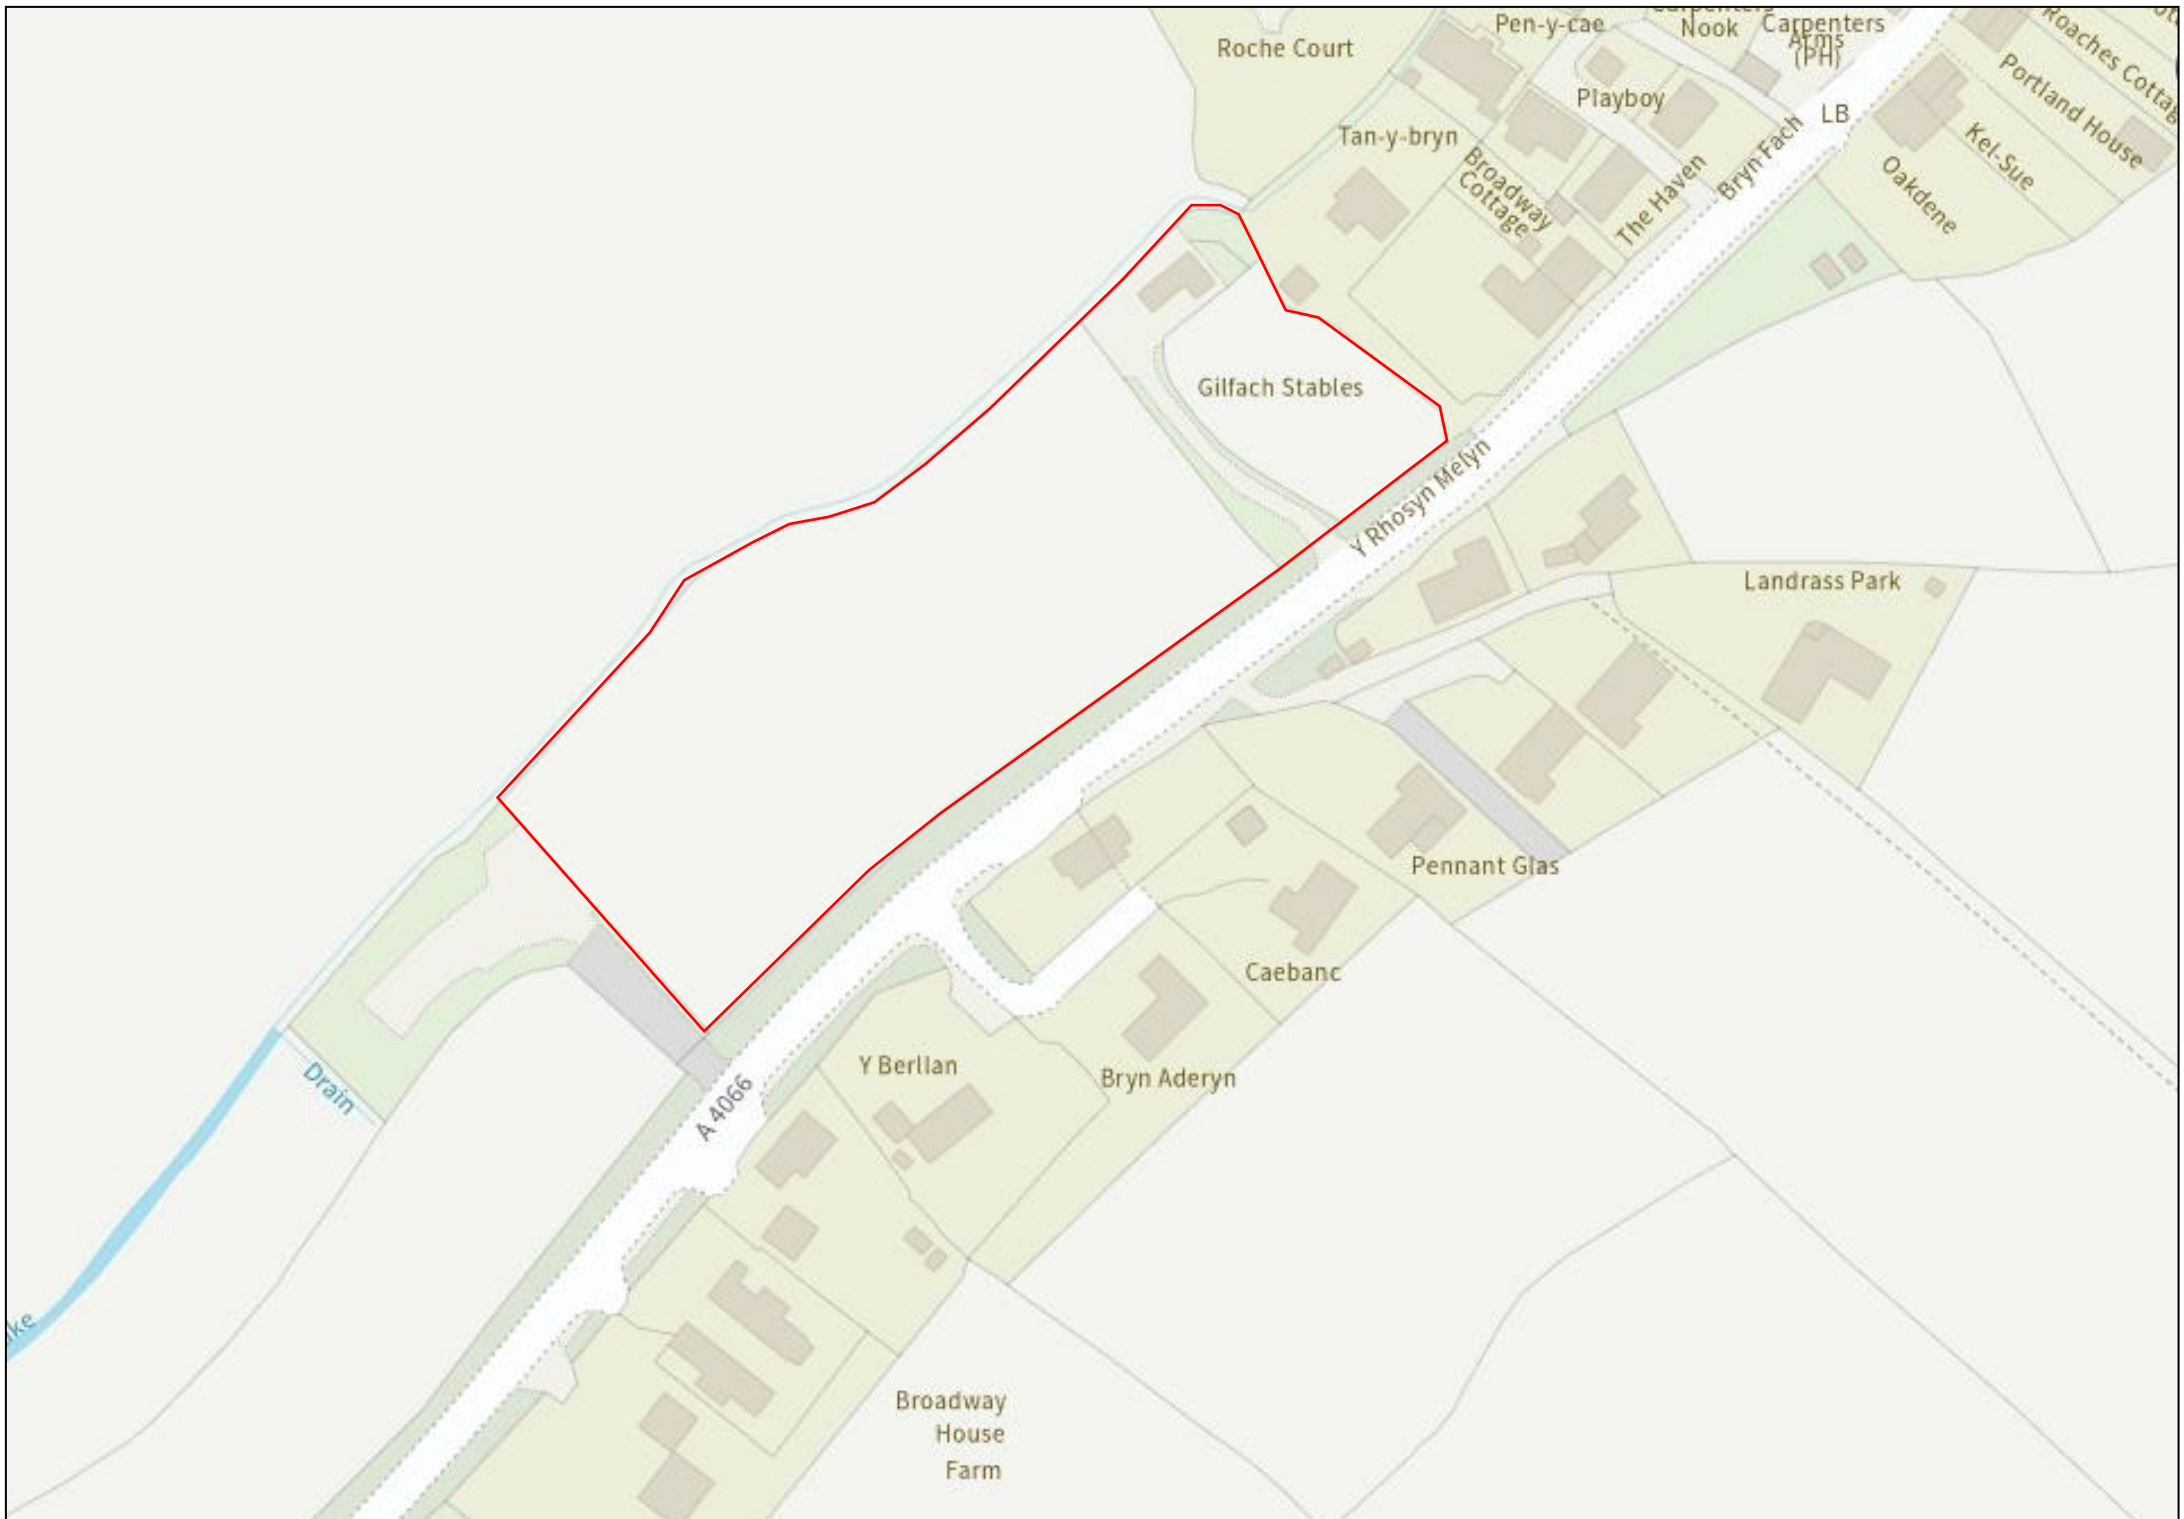 Roche Court
Pen-y-cae
Carpenters
Nook
Carpenters
Arms
(PH)
Roaches Cottag
Portland House
Kel-Sue
Oakdene
LB
Playboy
Tan-y-bryn
Broadway
Cottage
The Haven
Bryn Fach
Gilfach Stables
Y Rhosyn Melyn
Landrass Park
Pennant Glas
Caebanc
Y Berllan
Bryn Aderyn
Drain
A 4066
ke
Broadway
House
Farm